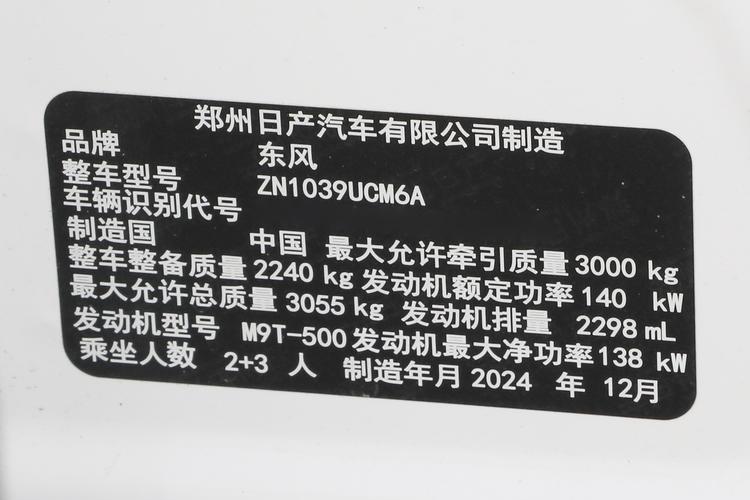 郑州日产汽车有限公司制造
品牌 东风
整车型号 ZN1039UCM6A
车辆识别代号
制造国 中国 最大允许牵引质量 3000 kg
整车整备质量 2240 kg 发动机额定功率 140 kW
最大允许总质量 3055 kg 发动机排量 2298 mL
发动机型号 M9T-500 发动机最大净功率 138 kW
乘坐人数 2+3 人 制造年月 2024 年 12月